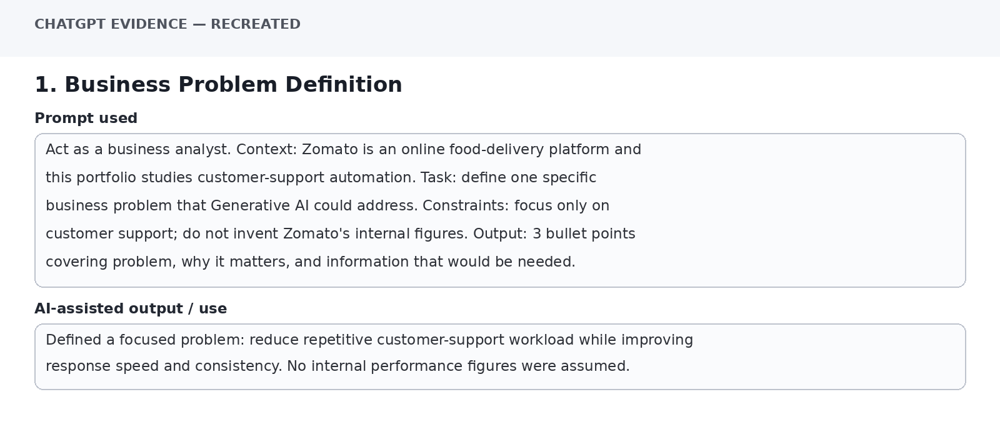 CHATGPT EVIDENCE — RECREATED
1. Business Problem Definition
Prompt used
Act as a business analyst. Context: Zomato is an online food-delivery platform and
this portfolio studies customer-support automation. Task: define one specific
business problem that Generative AI could address. Constraints: focus only on
customer support; do not invent Zomato's internal figures. Output: 3 bullet points
covering problem, why it matters, and information that would be needed.
AI-assisted output / use
Defined a focused problem: reduce repetitive customer-support workload while improving
response speed and consistency. No internal performance figures were assumed.